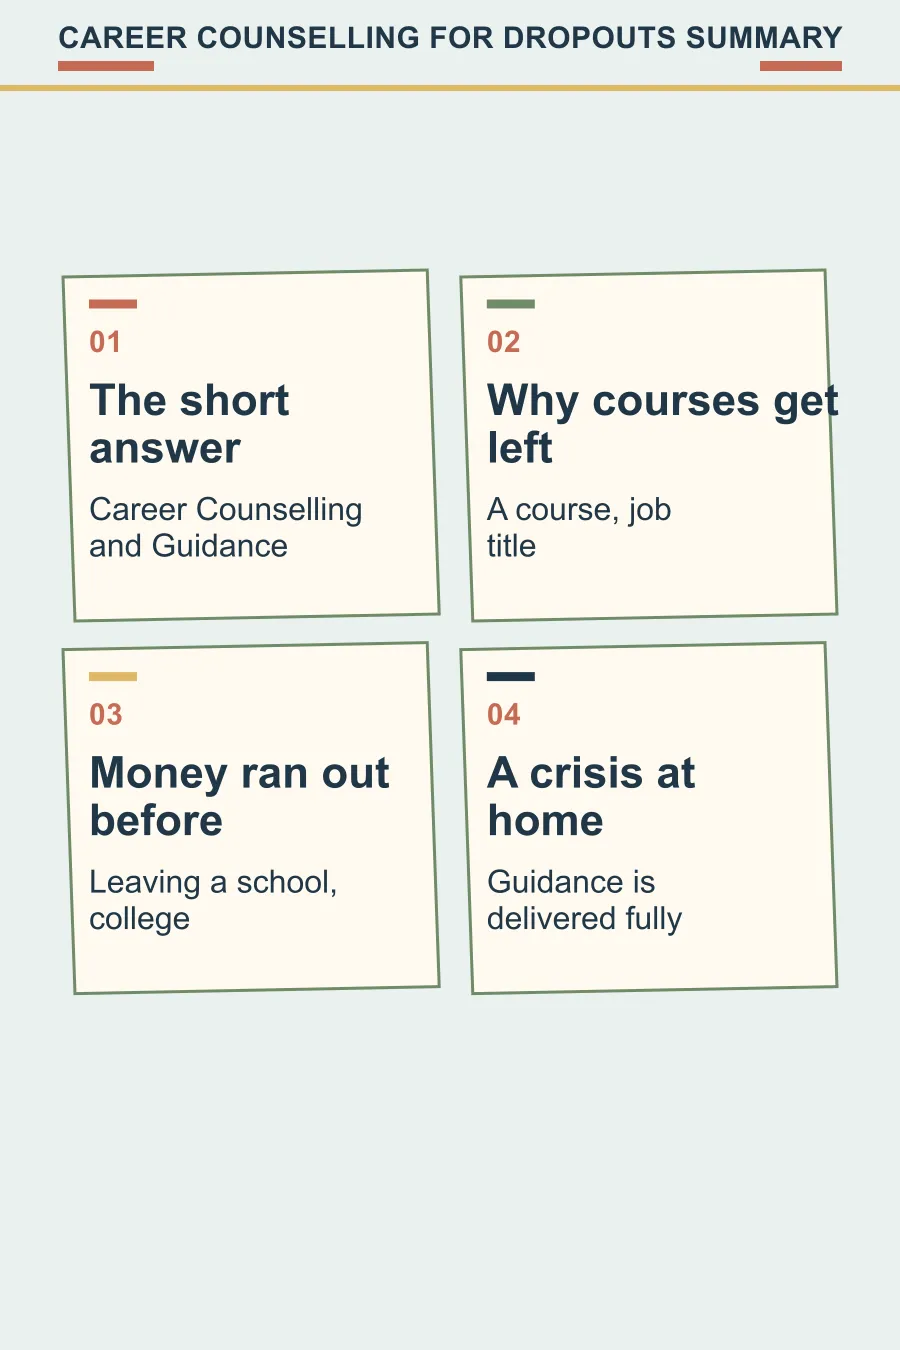 CAREER COUNSELLING FOR DROPOUTS SUMMARY
01
The short
answer
Career Counselling
and Guidance
02
Why courses get
left
A course, job
title
03
Money ran out
before
Leaving a school,
college
04
A crisis at
home
Guidance is
delivered fully